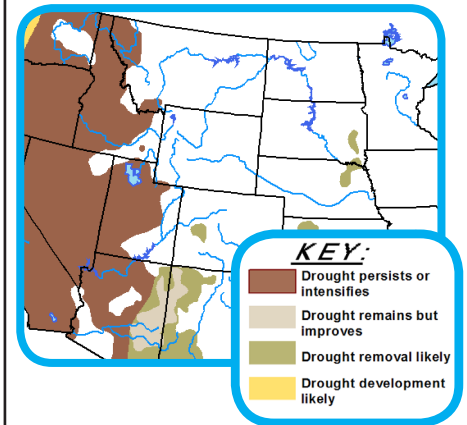 KEY:
Drought persists or
intensifies
Drought remains but
improves
Drought removal likely
Drought development
likely